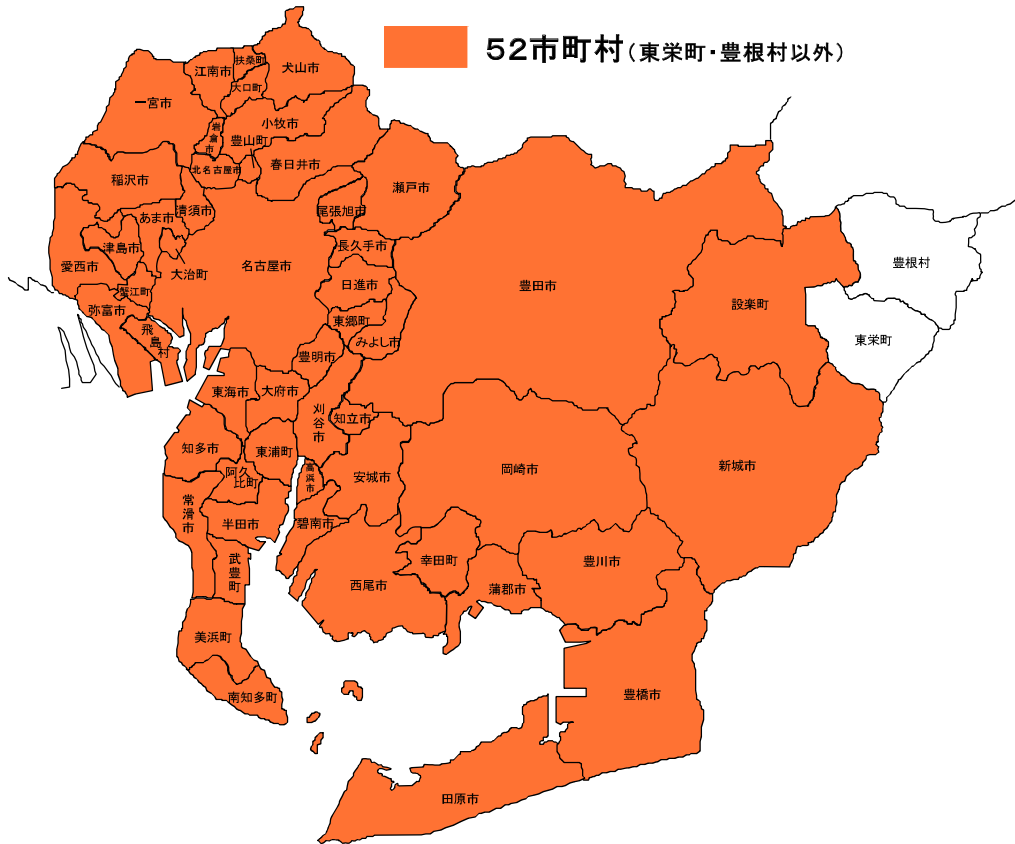 ５２市町村（東栄町・豊根村以外）
扶桑町
犬山市
江南市
大口町
一宮市
小牧市
岩倉市
豊山町
春日井市
北名古屋市
稲沢市
瀬戸市
清須市
尾張旭市
あま市
津島市
長久手市
愛西市
大治町
名古屋市
豊根村
日進市
豊田市
蟹江町
設楽町
弥富市
東郷町
飛島村
みよし市
東栄町
豊明市
東海市
大府市
刈谷市
知立市
知多市
東浦町
新城市
阿久比町
高浜市
安城市
岡崎市
常滑市
半田市
碧南市
武豊町
幸田町
豊川市
西尾市
蒲郡市
美浜町
南知多町
豊橋市
田原市